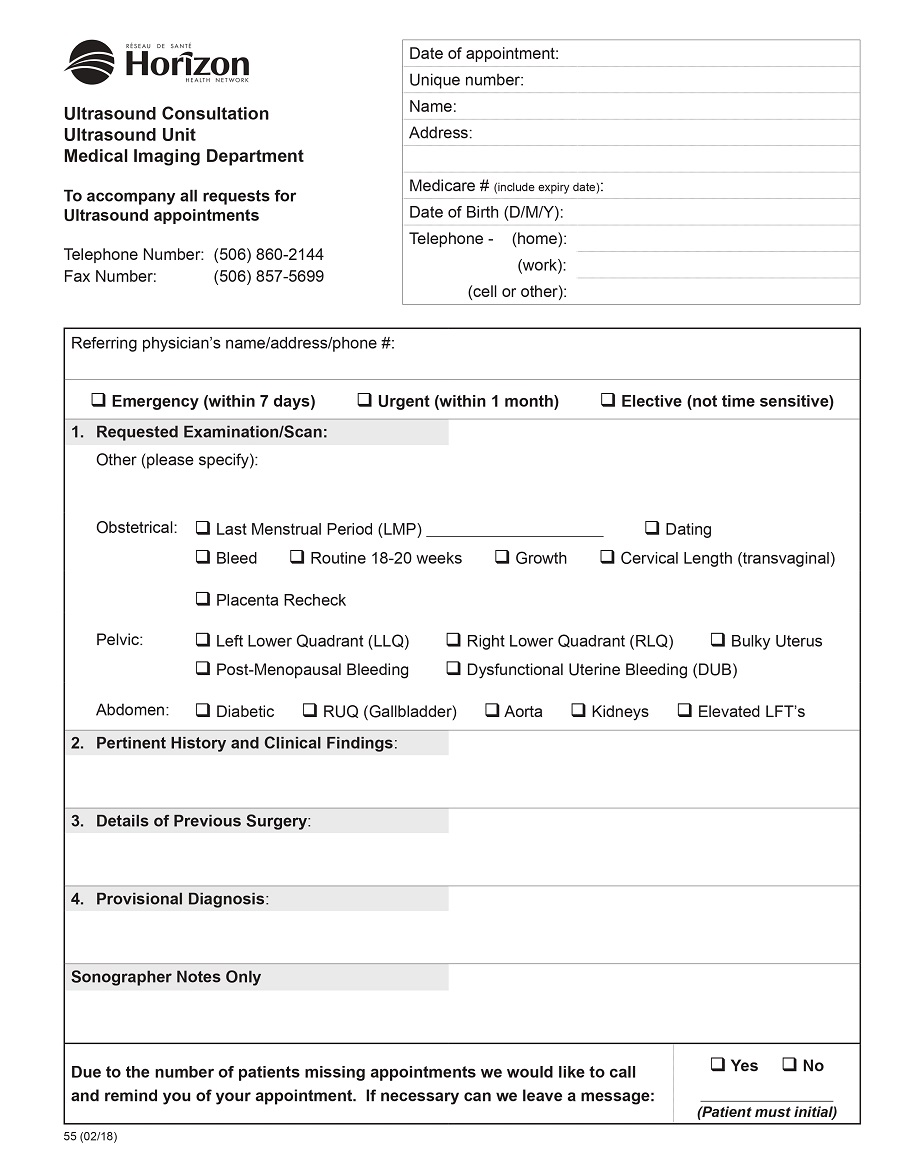 RÉSEAU DE SANTÉ
Horizon
HEALTH NETWORK
Ultrasound Consultation
Ultrasound Unit
Medical Imaging Department
To accompany all requests for
Ultrasound appointments
Telephone Number: (506) 860-2144
Fax Number: (506) 857-5699
Date of appointment:
Unique number:
Name:
Address:
Medicare # (include expiry date):
Date of Birth (D/M/Y):
Telephone - (home):
(work):
(cell or other):
Referring physician's name/address/phone #:
❑ Emergency (within 7 days) ❑ Urgent (within 1 month) ❑ Elective (not time sensitive)
1. Requested Examination/Scan:
Other (please specify):
Obstetrical: ❑ Last Menstrual Period (LMP) ____________________ ❑ Dating
❑ Bleed ❑ Routine 18-20 weeks ❑ Growth ❑ Cervical Length (transvaginal)
❑ Placenta Recheck
Pelvic: ❑ Left Lower Quadrant (LLQ) ❑ Right Lower Quadrant (RLQ) ❑ Bulky Uterus
❑ Post-Menopausal Bleeding ❑ Dysfunctional Uterine Bleeding (DUB)
Abdomen: ❑ Diabetic ❑ RUQ (Gallbladder) ❑ Aorta ❑ Kidneys ❑ Elevated LFT's
2. Pertinent History and Clinical Findings:
3. Details of Previous Surgery:
4. Provisional Diagnosis:
Sonographer Notes Only
Due to the number of patients missing appointments we would like to call
and remind you of your appointment. If necessary can we leave a message:
❑ Yes ❑ No
(Patient must initial)
55 (02/18)